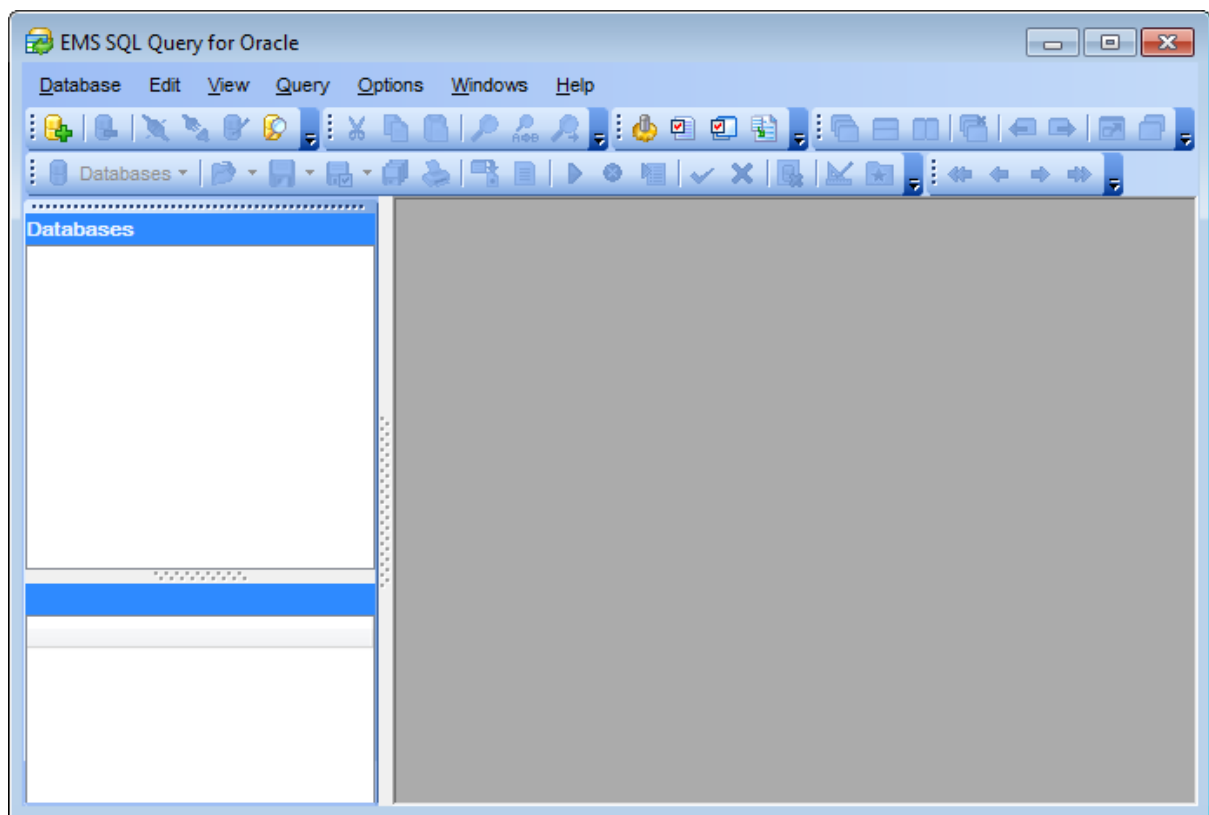 EMS SQL Query for Oracle
Database Edit View Query Options Windows Help
Databases
Databases